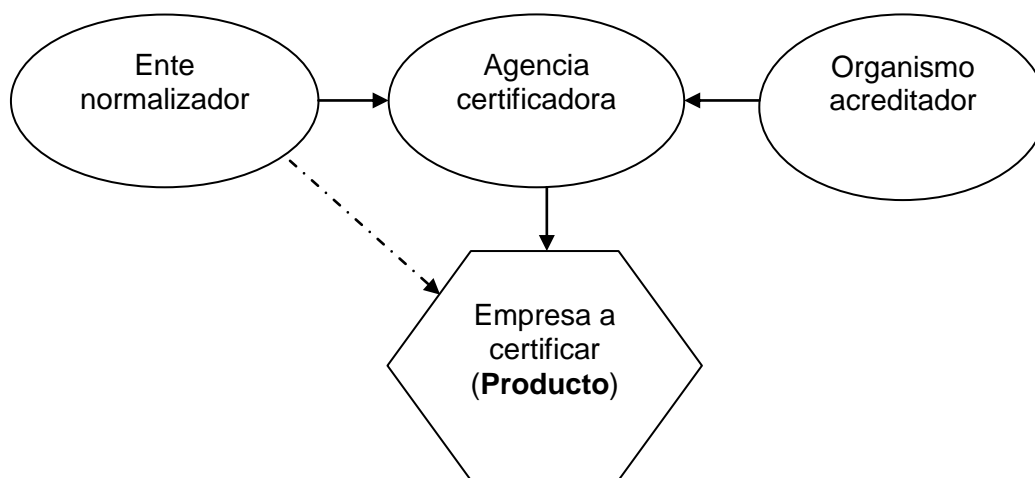 Ente
normalizador
Agencia
certificadora
Organismo
acreditador
Empresa a
certificar
(Producto)